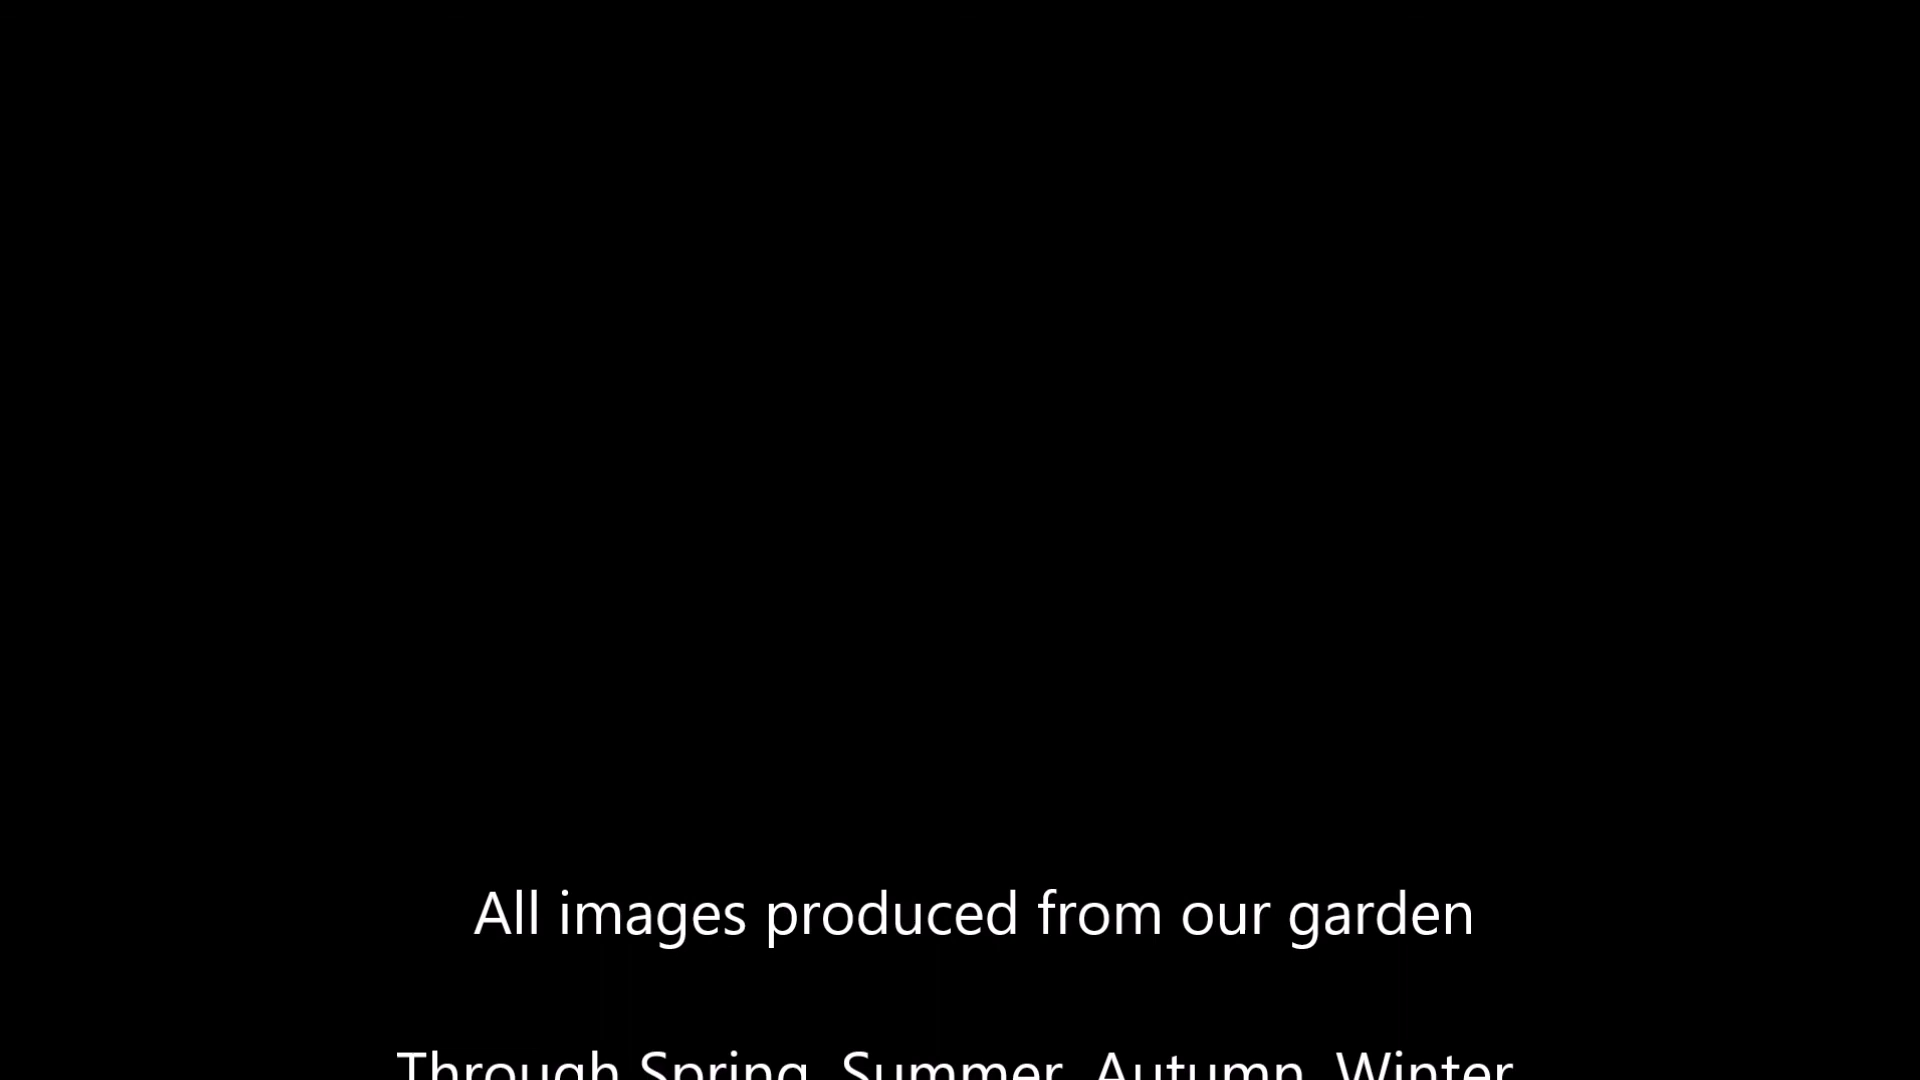 All images produced from our garden
Through Spring, Summer, Autumn, Winter